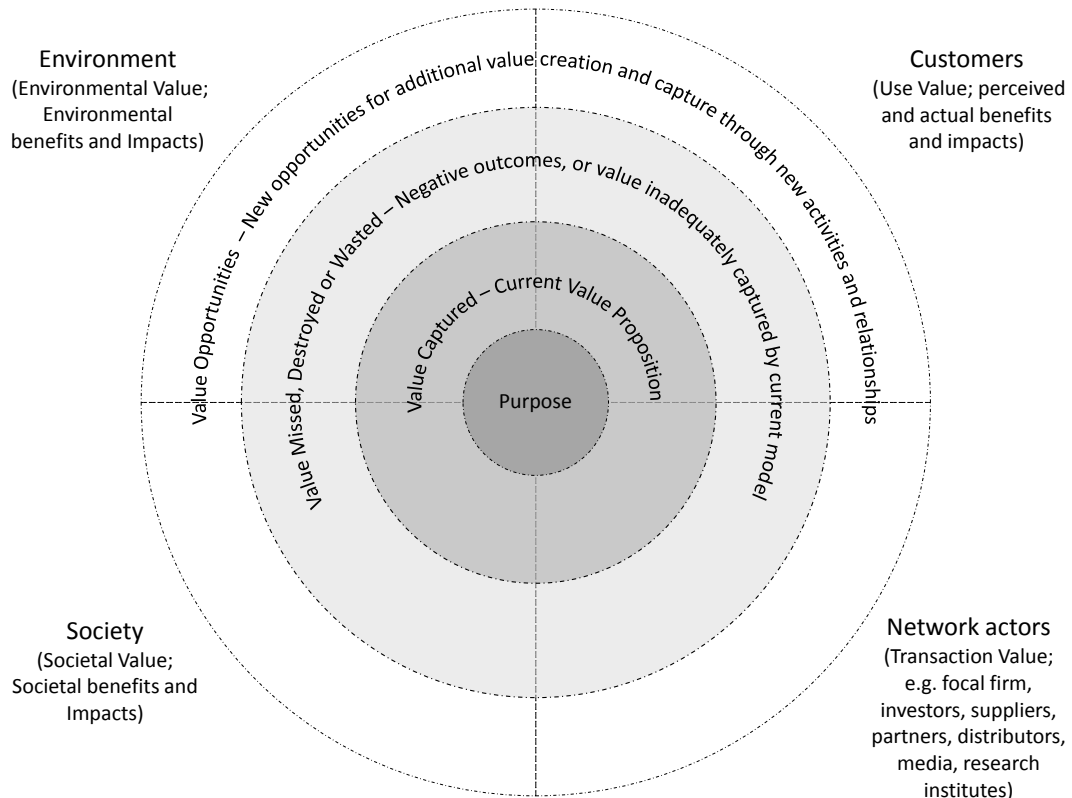 Environment
(Environmental Value;
Environmental
benefits and Impacts)
Customers
(Use Value; perceived
and actual benefits
and impacts)
Value Opportunities – New opportunities for additional value creation and capture through new activities and relationships
Value Missed, Destroyed or Wasted – Negative outcomes, or value inadequately captured by current model
Value Captured – Current Value Proposition
Purpose
Society
(Societal Value;
Societal benefits and
Impacts)
Network actors
(Transaction Value;
e.g. focal firm,
investors, suppliers,
partners, distributors,
media, research
institutes)